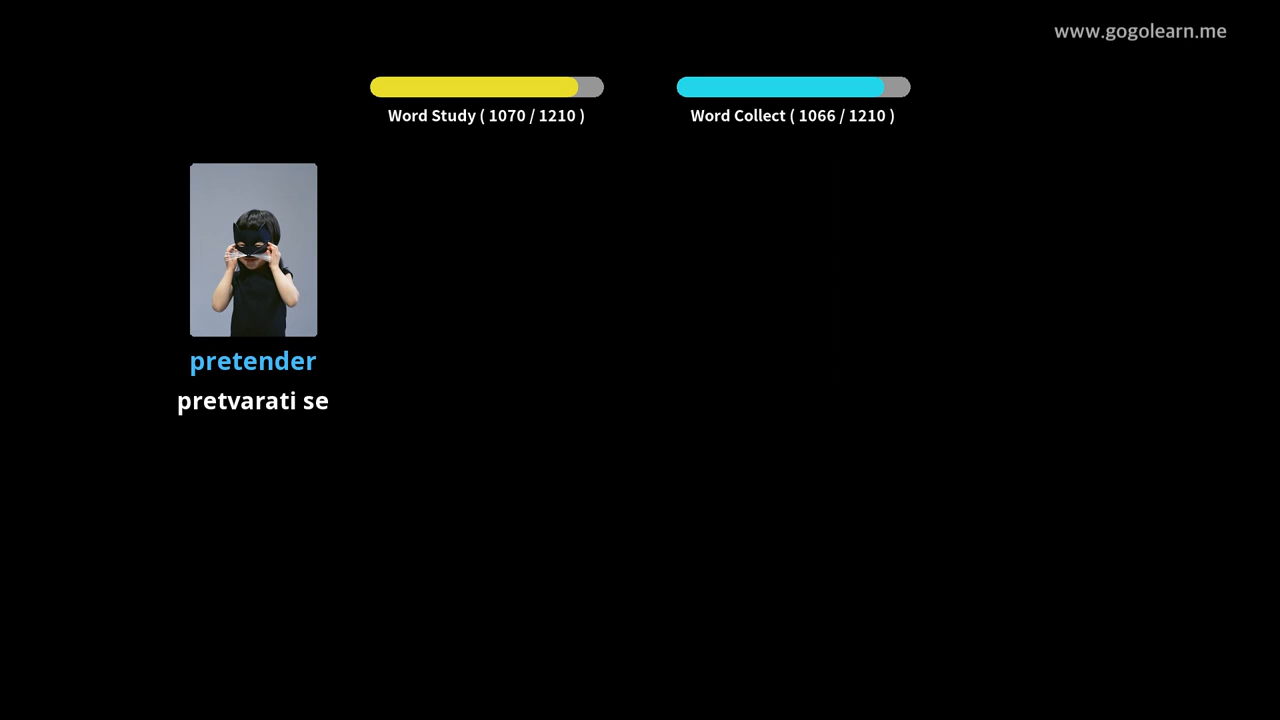 www.gogolearn.me
Word Study ( 1070 / 1210 )
Word Collect ( 1066 / 1210 )
pretender
pretvarati se